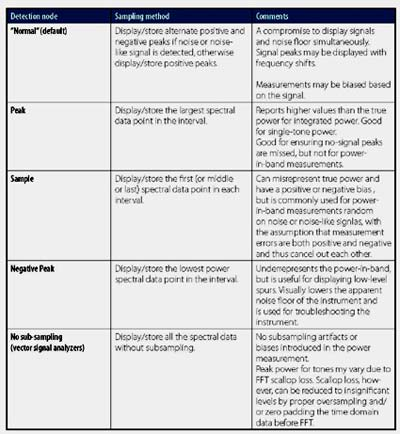 Detection node
Sampling method
Comments
"Normal" (default)
Display/store alternate positive and
negative peaks if noise or noise-
like signal is detected, otherwise
display/store positive peaks.
A compromise to display signals
and noise floor simultaneously.
Signal peaks may be displayed with
frequency shifts.
Measurements may be biased based
on the signal.
Peak
Display/store the largest spectral
data point in the interval.
Reports higher values than the true
power for integrated power. Good
for single-tone power.
Good for ensuring no-signal peaks
are missed, but not for power-
in-band measurements.
Sample
Display/store the first (or middle
or last) spectral data point in each
interval.
Can misrepresent true power and
have a positive or negative bias ,
but is commonly used for power-
in-band measurements random
on noise or noise-like signlas, with
the assumption that measurement
errors are both positive and negative
and thus cancel out each other.
Negative Peak
Display/store the lowest power
spectral data point in the interval.
Underrepresents the power-in-band,
but is useful for displaying low-level
spurs. Visually lowers the apparent
noise floor of the instrument and
is used for troubleshooting the
instrument.
No sub-sampling
(vector signal analyzers)
Display/store all the spectral data
without subsampling.
No subsampling artifacts or
biases introduced in the power
measurement.
Peak power for tones my vary due to
FFT scallop loss. Scallop loss, how-
ever, can be reduced to insignifiant
levels by proper oversampling and/
or zero padding the time domain
data before FFT.